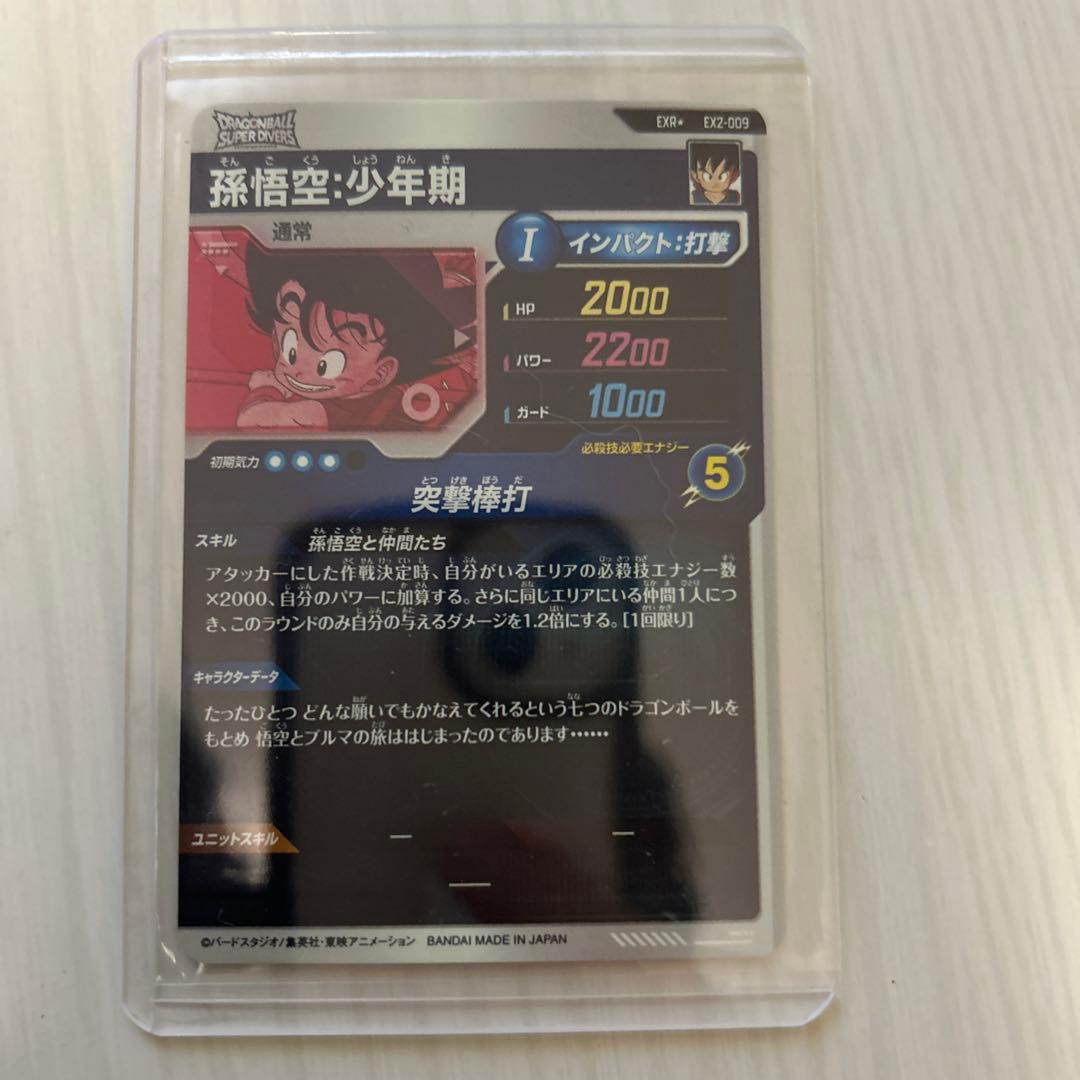 DRAGONBALL
SUPER DIVERS
EXR★ EX2-009
そんごくう しょうねんき
孫悟空:少年期
通常
I インパクト:打撃
HP 2000
パワー 2200
ガード 1000
初期気力
必殺技必要エナジー
5
とつげきぼうだ
突撃棒打
スキル 孫悟空と仲間たち
アタッカーにした作戦決定時、自分がいるエリアの必殺技エナジー数
×2000、自分のパワーに加算する。さらに同じエリアにいる仲間1人につ
き、このラウンドのみ自分の与えるダメージを1.2倍にする。[1回限り]
キャラクターデータ
たったひとつ どんな願いでもかなえてくれるという七つのドラゴンボールを
もとめ 悟空とブルマの旅ははじまったのであります……
ユニットスキル
©バードスタジオ/集英社・東映アニメーション BANDAI MADE IN JAPAN